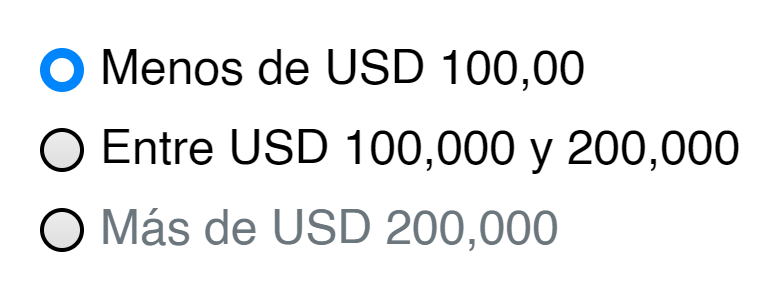 Menos de USD 100,00
Entre USD 100,000 y 200,000
Más de USD 200,000